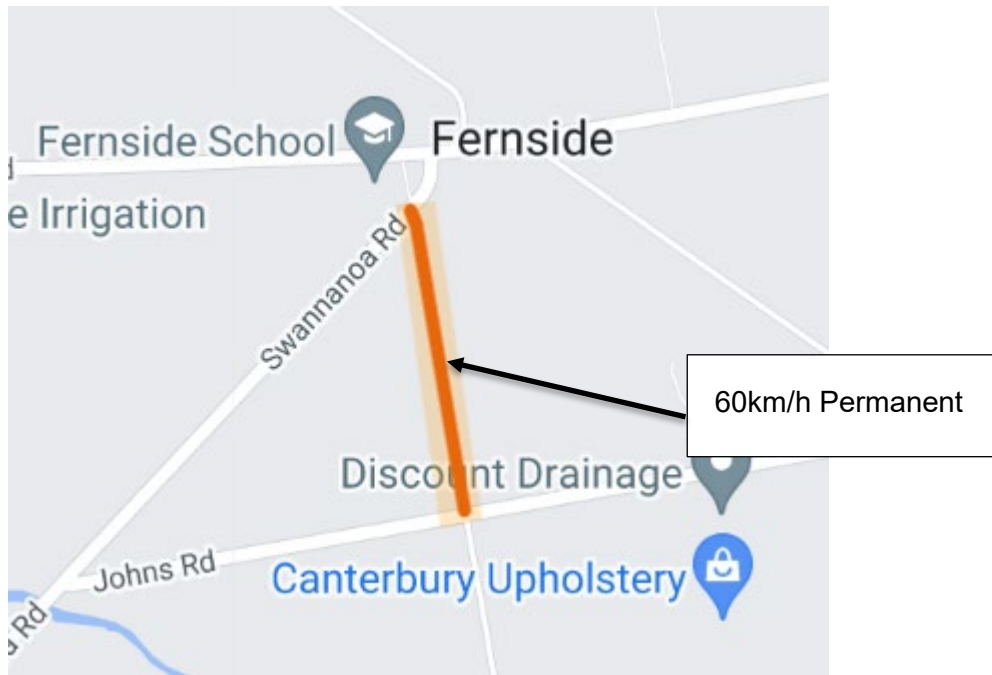 Fernside School
Fernside
e Irrigation
Swannanoa Rd
60km/h Permanent
Discount Drainage
Johns Rd
Canterbury Upholstery
Rd